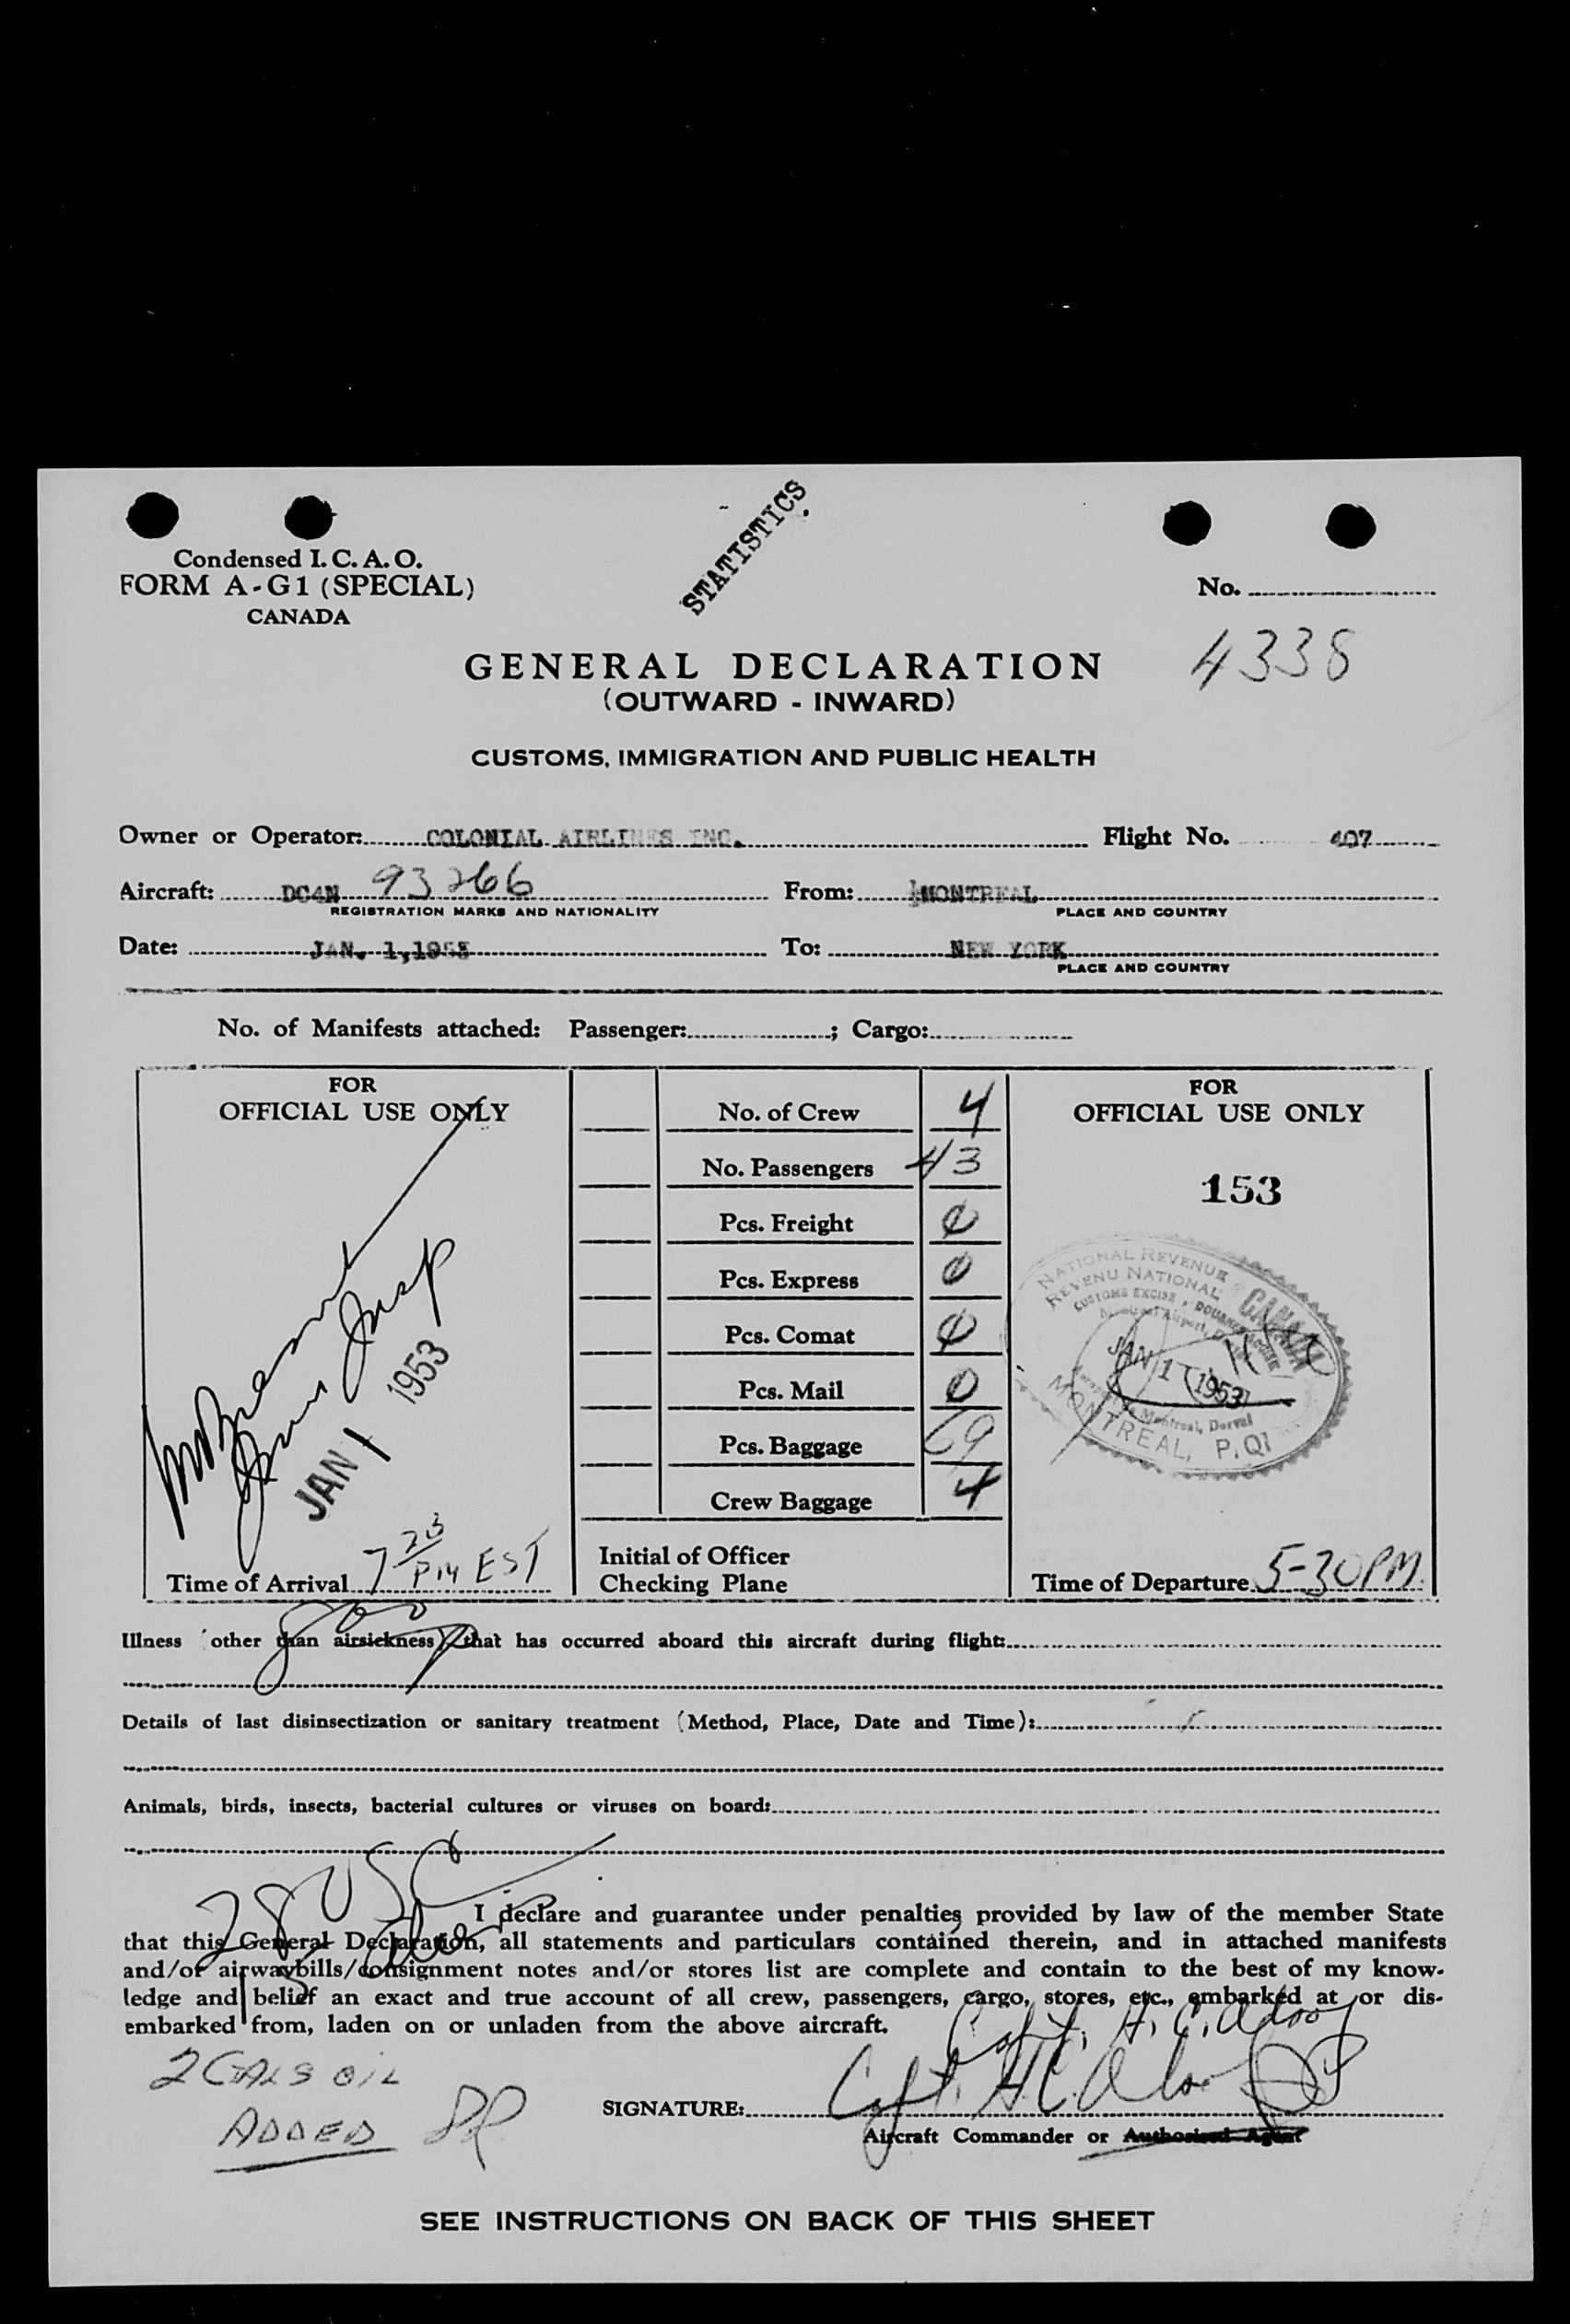 STATISTICS
Condensed I. C. A. O.
FORM A-G1 (SPECIAL)
CANADA
No.
4338
GENERAL DECLARATION
(OUTWARD - INWARD)
CUSTOMS, IMMIGRATION AND PUBLIC HEALTH
Owner or Operator: COLONIAL AIRLINES INC. Flight No. 407
Aircraft: DC4N 93266 From: MONTREAL
REGISTRATION MARKS AND NATIONALITY PLACE AND COUNTRY
Date: JAN. 1,1953 To: NEW YORK
PLACE AND COUNTRY
No. of Manifests attached: Passenger: ; Cargo:
FOR
OFFICIAL USE ONLY
Insp
JAN 1 1953
Time of Arrival 7 23 PM EST
No. of Crew 4
No. Passengers 43
Pcs. Freight 0
Pcs. Express 0
Pcs. Comat 0
Pcs. Mail 0
Pcs. Baggage 69
Crew Baggage 4
Initial of Officer
Checking Plane
FOR
OFFICIAL USE ONLY
153
NATIONAL REVENUE
REVENU NATIONAL
CANADA
CUSTOMS EXCISE, DOUANES
JAN 1 1953
Montreal, Dorval
MONTREAL, P.Q.
Time of Departure 5-30PM
Illness (other than airsickness) that has occurred aboard this aircraft during flight:
Details of last disinsectization or sanitary treatment (Method, Place, Date and Time):
Animals, birds, insects, bacterial cultures or viruses on board:
28 USC
I declare and guarantee under penalties provided by law of the member State
that this General Declaration, all statements and particulars contained therein, and in attached manifests
and/or airwaybills/consignment notes and/or stores list are complete and contain to the best of my know-
ledge and belief an exact and true account of all crew, passengers, cargo, stores, etc., embarked at or dis-
embarked from, laden on or unladen from the above aircraft.
2 GALS OIL
ADDED
SIGNATURE:
Aircraft Commander or Authorized Agent
SEE INSTRUCTIONS ON BACK OF THIS SHEET